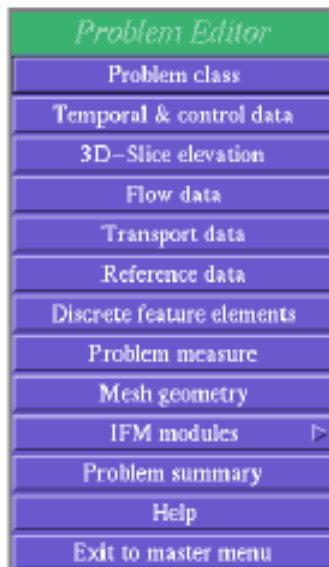 Problem Editor
Problem class
Temporal & control data
3D-Slice elevation
Flow data
Transport data
Reference data
Discrete feature elements
Problem measure
Mesh geometry
IFM modules
Problem summary
Help
Exit to master menu